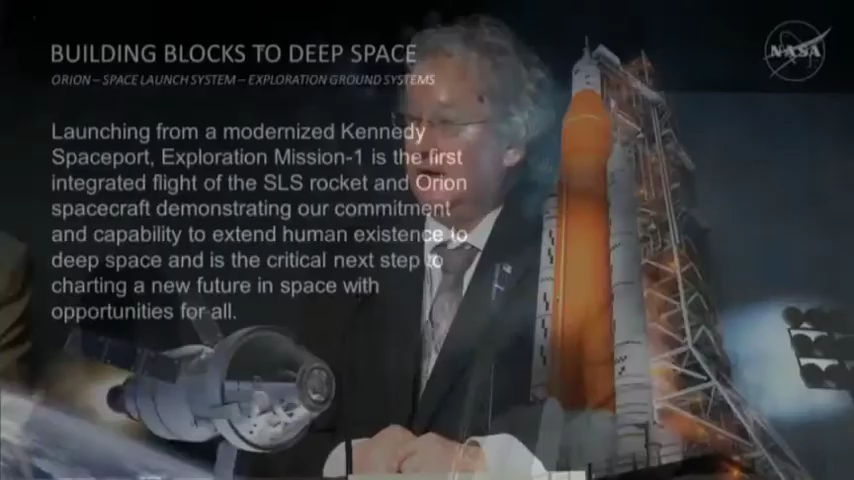 BUILDING BLOCKS TO DEEP SPACE
ORION – SPACE LAUNCH SYSTEM – EXPLORATION GROUND SYSTEMS
NASA
Launching from a modernized Kennedy
Spaceport, Exploration Mission-1 is the first
integrated flight of the SLS rocket and Orion
spacecraft demonstrating our commitment
and capability to extend human existence to
deep space and is the critical next step to
charting a new future in space with
opportunities for all.